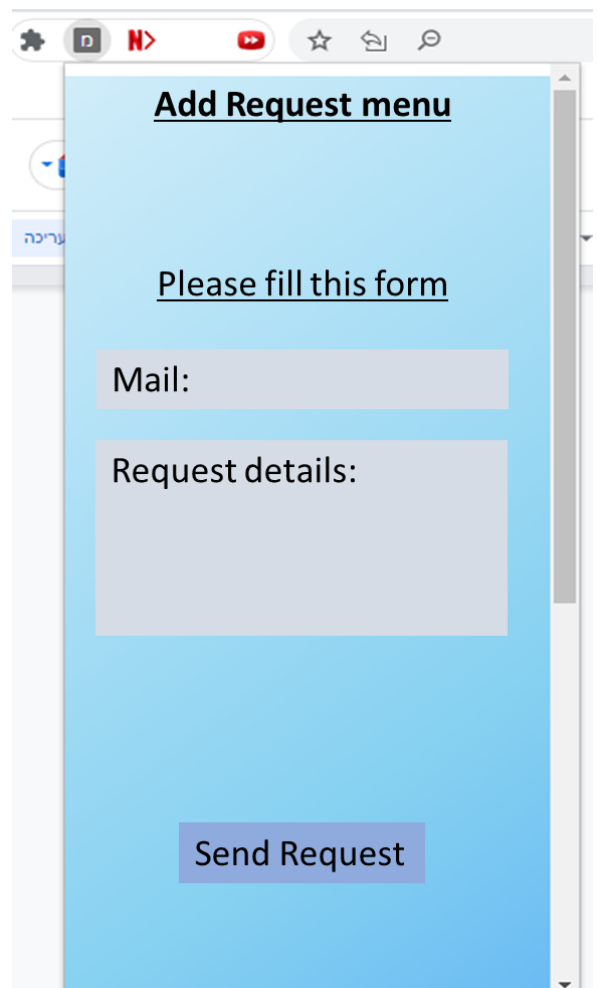 מ
N>
Add Request menu
עריכה
Please fill this form
Mail:
Request details:
Send Request